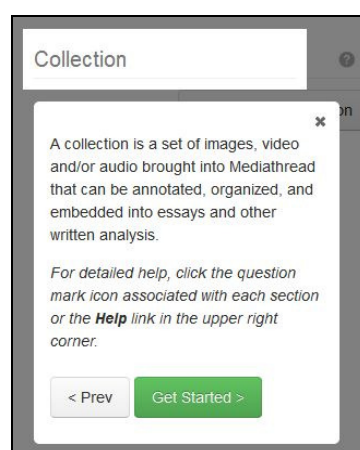 Collection
on
A collection is a set of images, video
and/or audio brought into Mediathread
that can be annotated, organized, and
embedded into essays and other
written analysis.
For detailed help, click the question
mark icon associated with each section
or the Help link in the upper right
corner.
< Prev
Get Started >